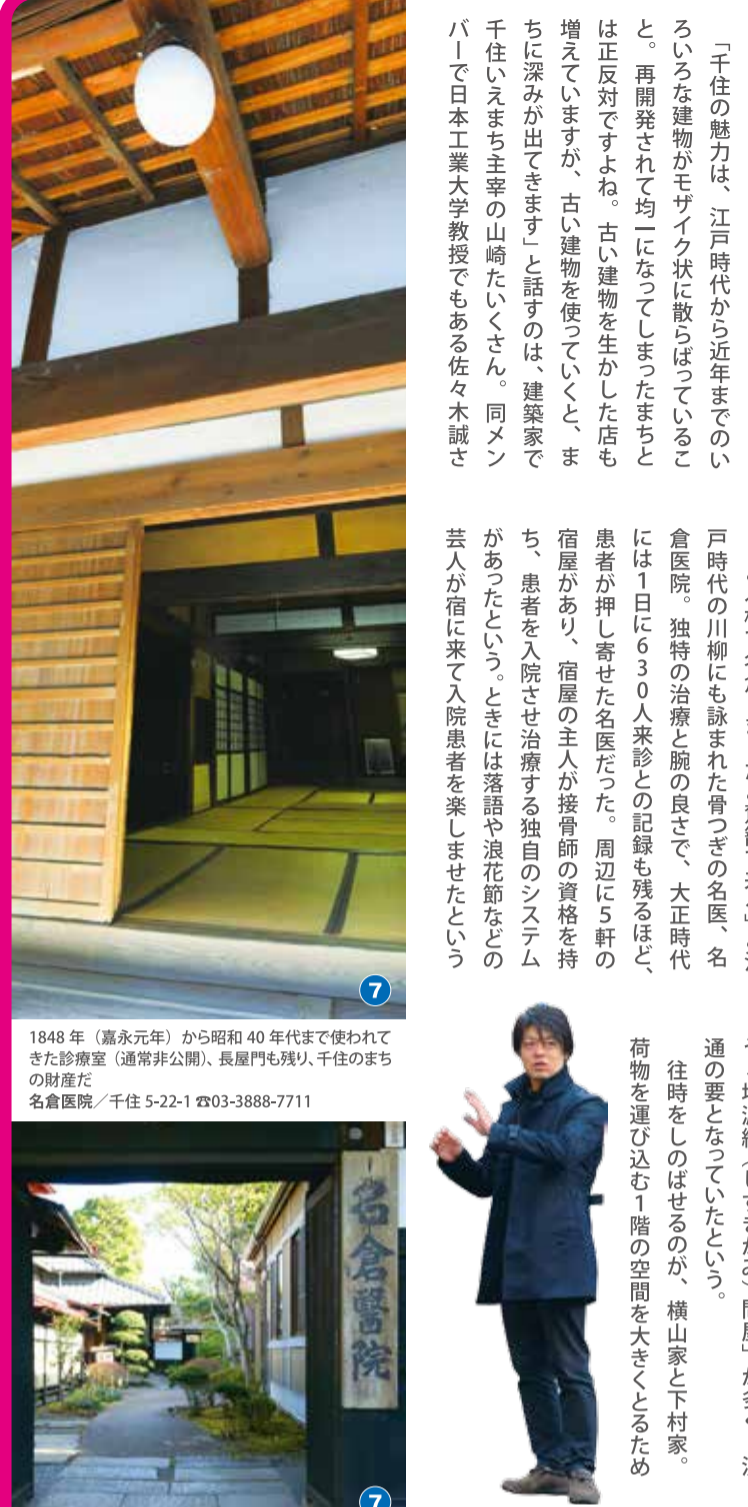 「千住の魅力は、江戸時代から近年までのい
ろいろな建物がモザイク状に散らばっているこ
と。再開発されて均一になってしまったまちと
は正反対ですよね。古い建物を生かした店も
増えていますが、古い建物を使っていくと、ま
ちに深みが出てきます」と話すのは、建築家で
千住いえまち主宰の山崎たいくさん。同メン
バーで日本工業大学教授でもある佐々木誠さ
戸時代の川柳にも詠まれた骨つぎの名医、名
倉医院。独特の治療と腕の良さで、大正時代
には1日に630人来診との記録も残るほど、
患者が押し寄せた名医だった。周辺に5軒の
宿屋があり、宿屋の主人が接骨師の資格を持
ち、患者を入院させ治療する独自のシステム
があったという。ときには落語や浪花節などの
芸人が宿に来て入院患者を楽しませたという
通の要となっていたという。
往時をしのばせるのが、横山家と下村家。
荷物を運び込む1階の空間を大きくとるため
7
1848年（嘉永元年）から昭和40年代まで使われて
きた診療室（通常非公開）、長屋門も残り、千住のまち
の財産だ
名倉医院／千住5-22-1 ☎03-3888-7711
名倉醫院
7